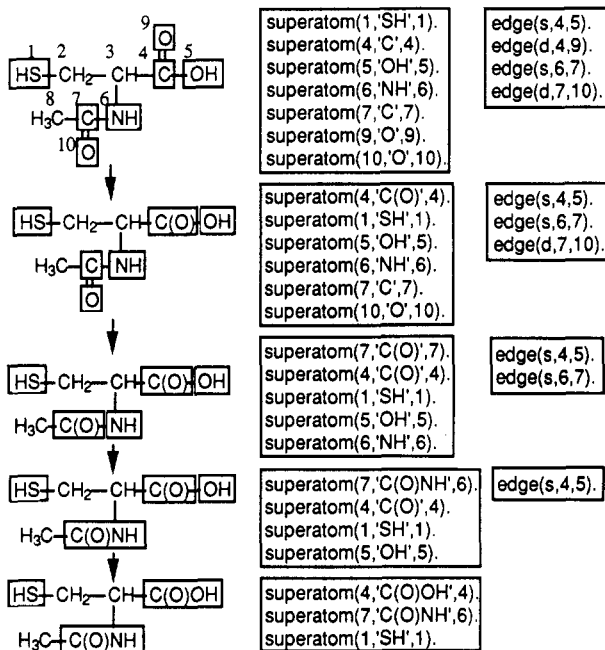 9
O
1 2 3 4 5
HS CH₂ CH C OH
8 7 6
H₃C C NH
10 O
superatom(1,'SH',1).
superatom(4,'C',4).
superatom(5,'OH',5).
superatom(6,'NH',6).
superatom(7,'C',7).
superatom(9,'O',9).
superatom(10,'O',10).
edge(s,4,5).
edge(d,4,9).
edge(s,6,7).
edge(d,7,10).
HS CH₂ CH C(O) OH
H₃C C NH
O
superatom(4,'C(O)',4).
superatom(1,'SH',1).
superatom(5,'OH',5).
superatom(6,'NH',6).
superatom(7,'C',7).
superatom(10,'O',10).
edge(s,4,5).
edge(s,6,7).
edge(d,7,10).
HS CH₂ CH C(O) OH
H₃C C(O) NH
superatom(7,'C(O)',7).
superatom(4,'C(O)',4).
superatom(1,'SH',1).
superatom(5,'OH',5).
superatom(6,'NH',6).
edge(s,4,5).
edge(s,6,7).
HS CH₂ CH C(O) OH
H₃C C(O)NH
superatom(7,'C(O)NH',6).
superatom(4,'C(O)',4).
superatom(1,'SH',1).
superatom(5,'OH',5).
edge(s,4,5).
HS CH₂ CH C(O)OH
H₃C C(O)NH
superatom(4,'C(O)OH',4).
superatom(7,'C(O)NH',6).
superatom(1,'SH',1).